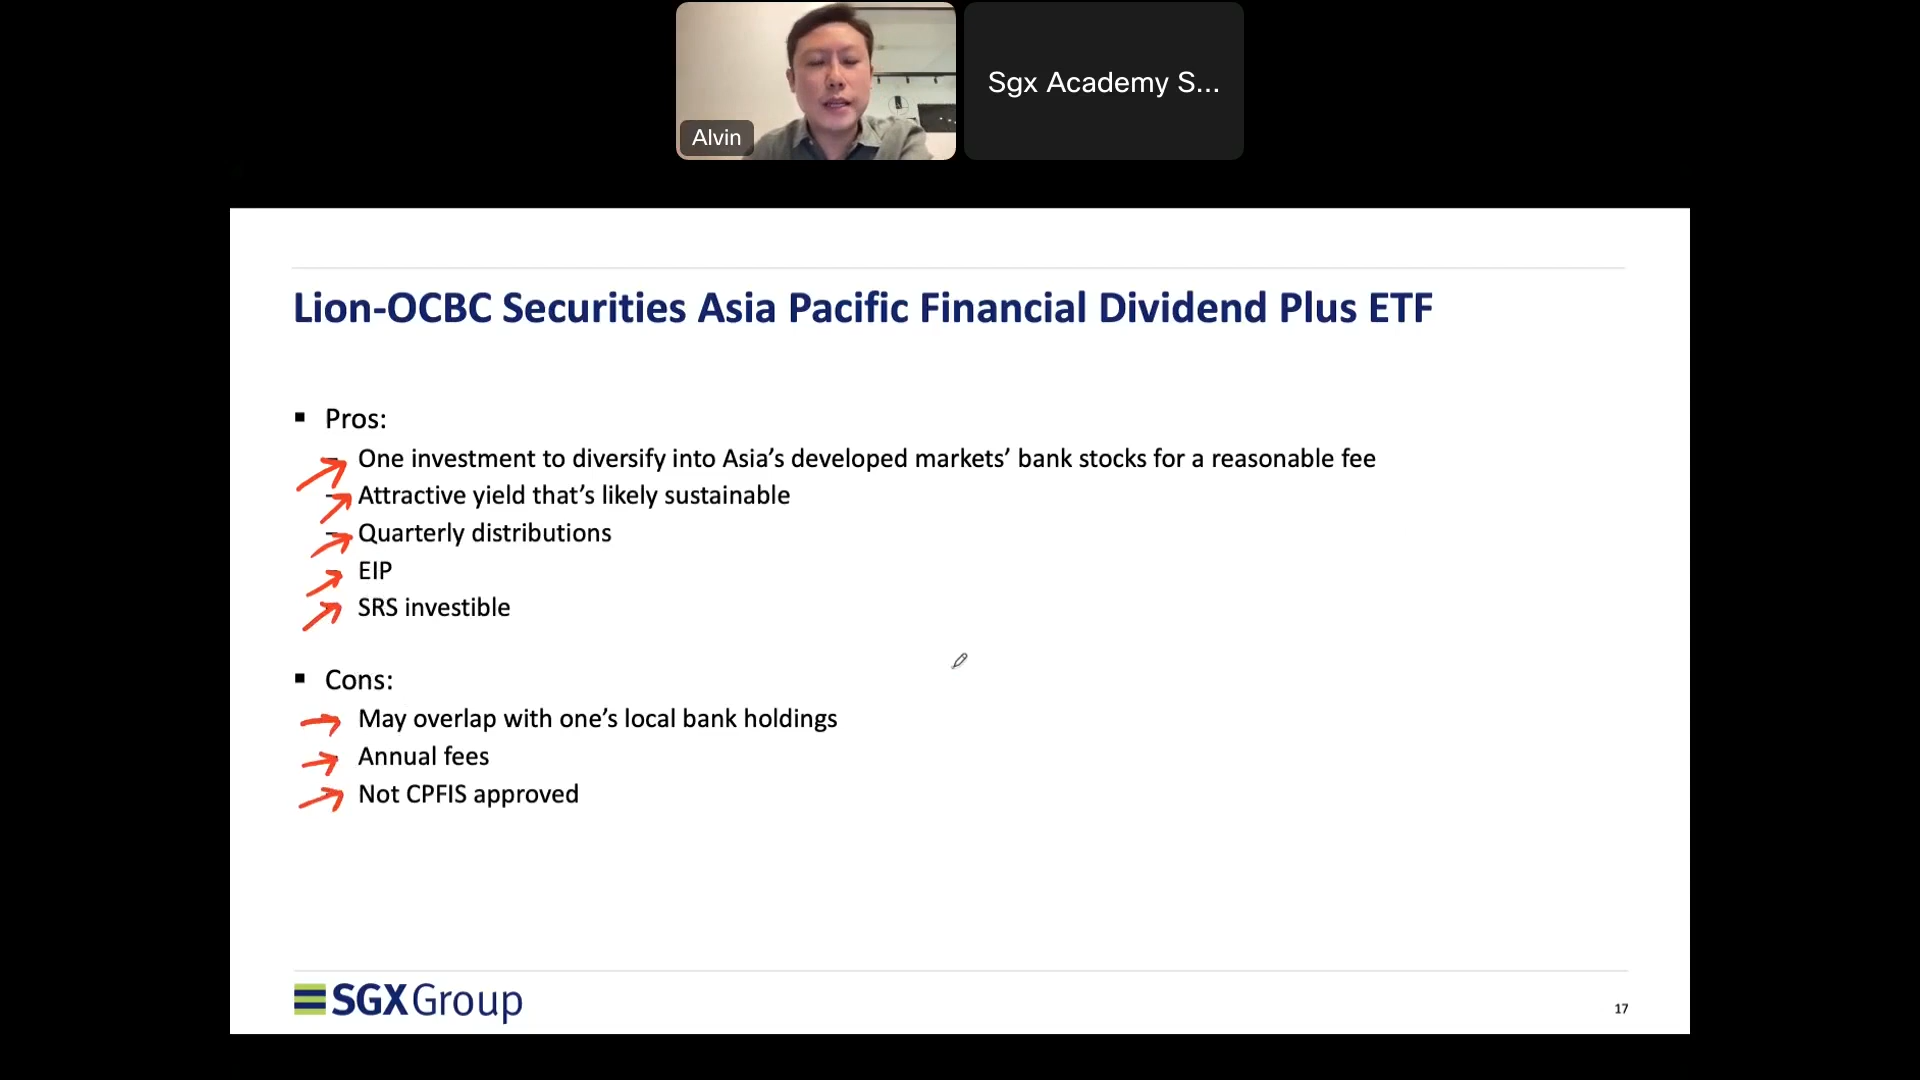 Alvin
Sgx Academy S...
Lion-OCBC Securities Asia Pacific Financial Dividend Plus ETF
▪ Pros:
– One investment to diversify into Asia’s developed markets’ bank stocks for a reasonable fee
– Attractive yield that’s likely sustainable
– Quarterly distributions
– EIP
– SRS investible
▪ Cons:
– May overlap with one’s local bank holdings
– Annual fees
– Not CPFIS approved
SGX Group
17